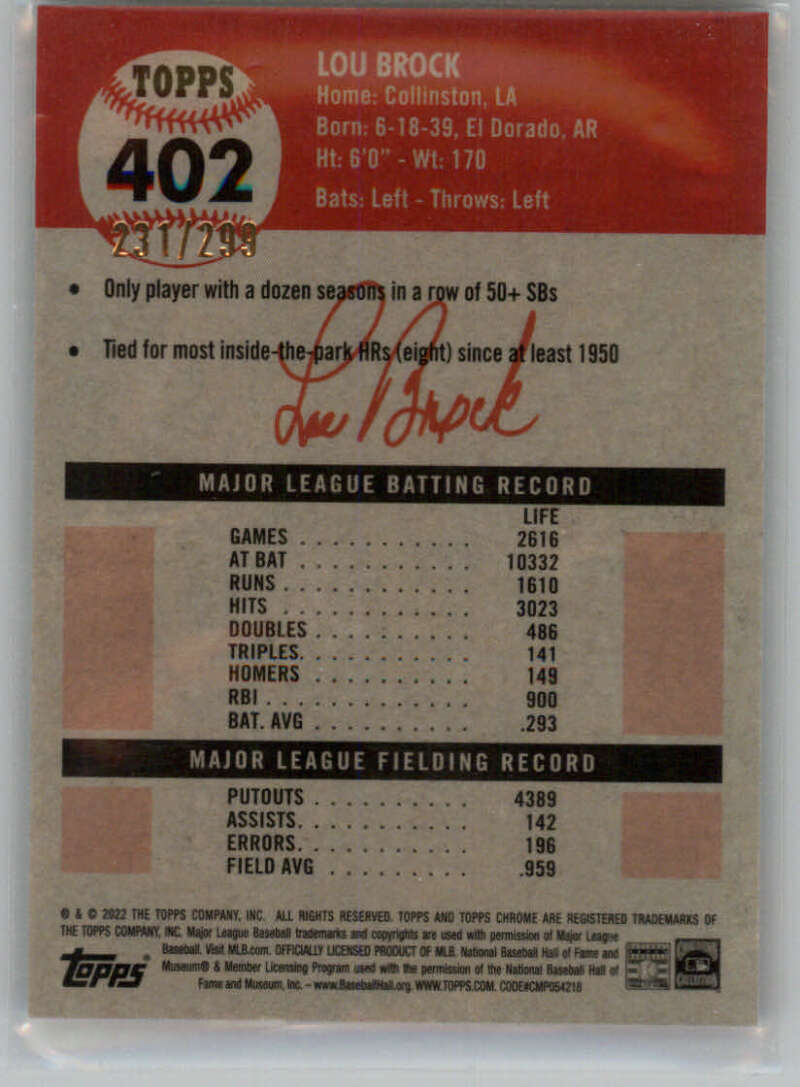 TOPPS
402
231/299
LOU BROCK
Home: Collinston, LA
Born: 6-18-39, El Dorado, AR
Ht: 6'0" - Wt: 170
Bats: Left - Throws: Left
• Only player with a dozen seasons in a row of 50+ SBs
• Tied for most inside-the-park HRs (eight) since at least 1950
Lou Brock
MAJOR LEAGUE BATTING RECORD
LIFE
GAMES . . . . . . . . . . . 2616
AT BAT . . . . . . . . . . . 10332
RUNS . . . . . . . . . . . . 1610
HITS . . . . . . . . . . . . 3023
DOUBLES . . . . . . . . . . 486
TRIPLES. . . . . . . . . . . 141
HOMERS . . . . . . . . . . 149
RBI . . . . . . . . . . . . . 900
BAT. AVG . . . . . . . . . . .293
MAJOR LEAGUE FIELDING RECORD
PUTOUTS . . . . . . . . . . 4389
ASSISTS. . . . . . . . . . . 142
ERRORS. . . . . . . . . . . 196
FIELD AVG . . . . . . . . . .959
® & © 2022 THE TOPPS COMPANY, INC. ALL RIGHTS RESERVED. TOPPS AND TOPPS CHROME ARE REGISTERED TRADEMARKS OF
THE TOPPS COMPANY, INC. Major League Baseball trademarks and copyrights are used with permission of Major League
Baseball. Visit MLB.com. OFFICIALLY LICENSED PRODUCT OF MLB. National Baseball Hall of Fame and
Museum® & Member Licensing Program used with the permission of the National Baseball Hall of
Fame and Museum, Inc. – www.BaseballHall.org. WWW.TOPPS.COM. CODE#CMP054218
topps